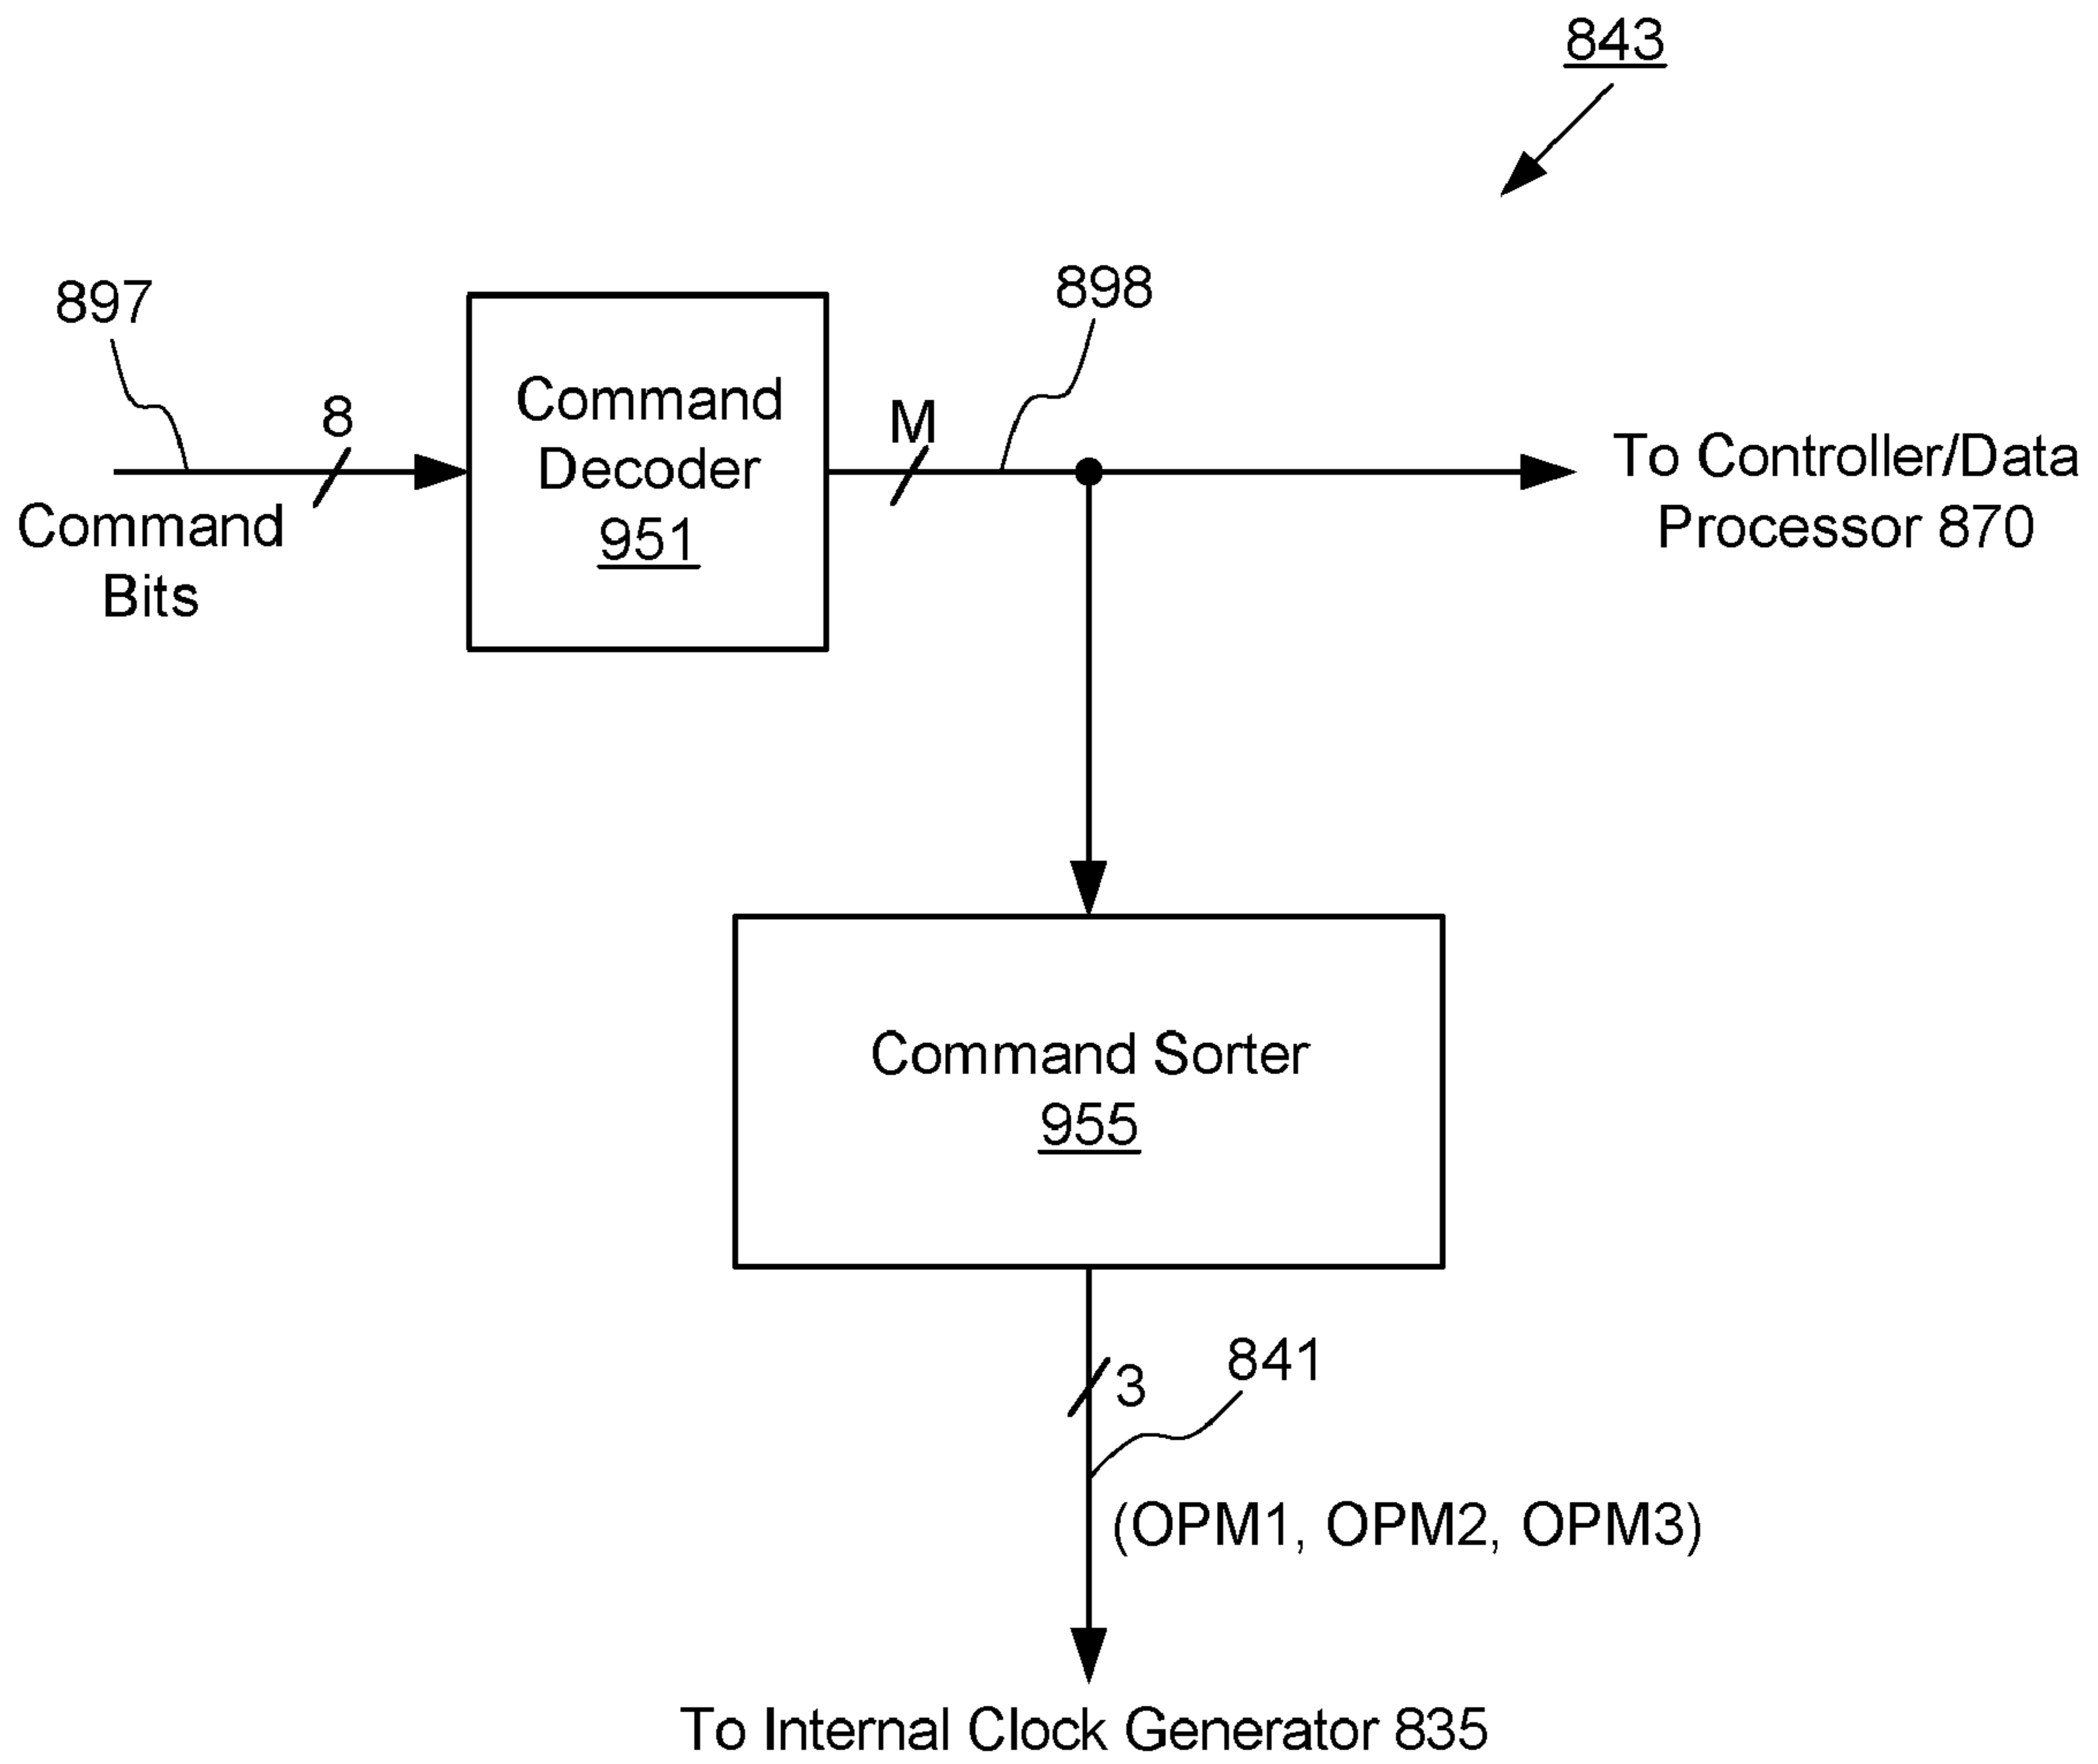 843
897
898
8
M
Command
Decoder
951
Command
Bits
To Controller/Data
Processor 870
Command Sorter
955
3
841
(OPM1, OPM2, OPM3)
To Internal Clock Generator 835